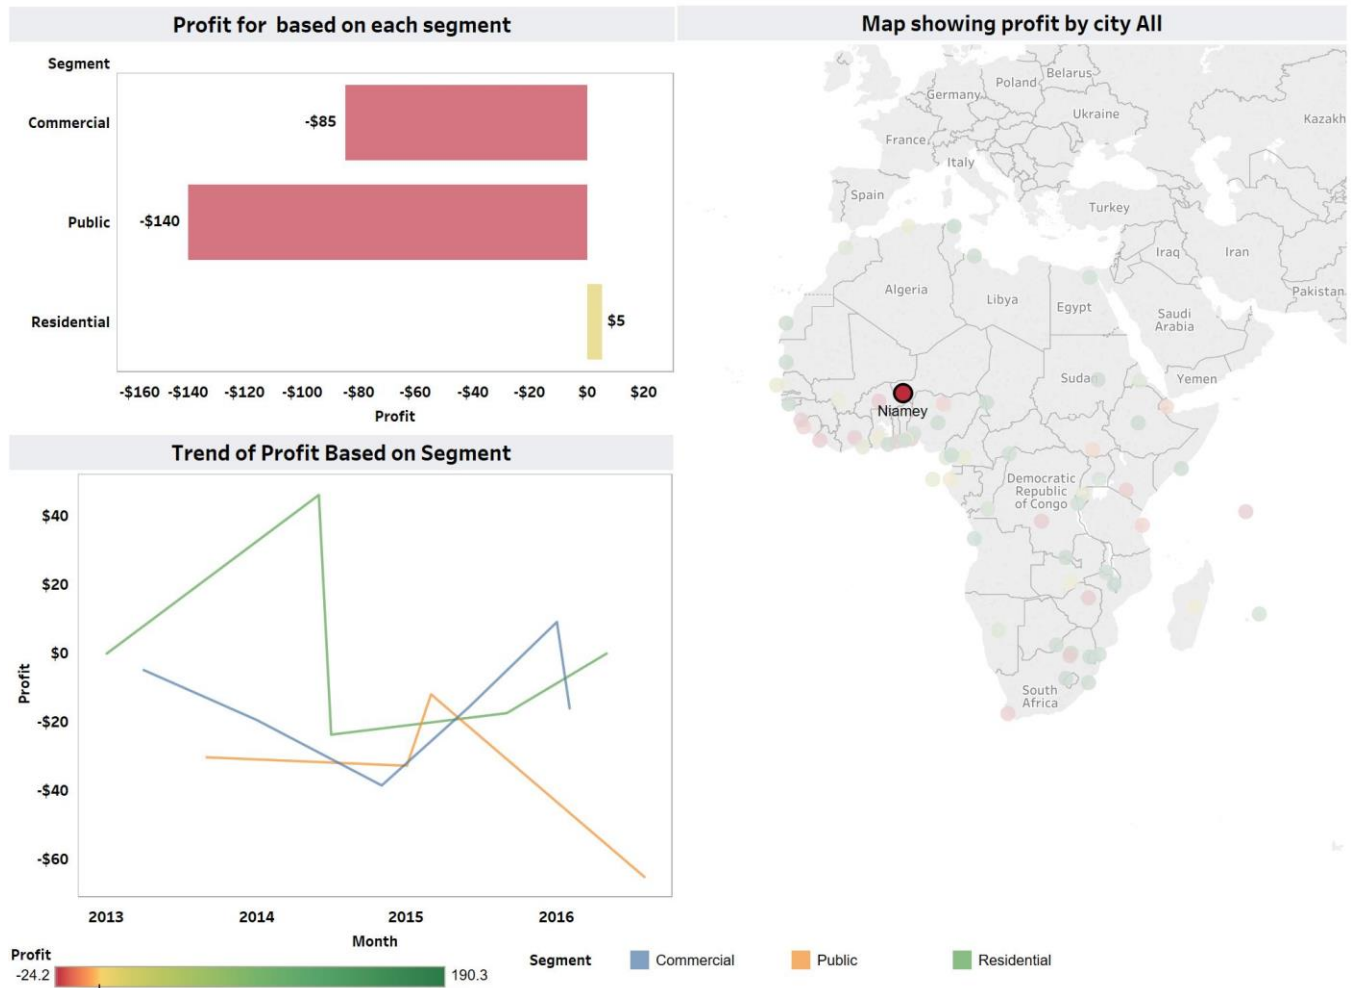 Profit for  based on each segment
Segment
Commercial
-$85
Public
-$140
Residential
$5
-$160 -$140 -$120 -$100 -$80 -$60 -$40 -$20 $0 $20
Profit
Trend of Profit Based on Segment
$40
$20
$0
-$20
-$40
-$60
Profit
2013 2014 2015 2016
Month
Map showing profit by city All
Belarus
Poland
Germany
Ukraine
Kazakh
France
Italy
Spain
Turkey
Iraq
Iran
Algeria
Libya
Egypt
Pakistan
Saudi
Arabia
Sudan
Yemen
Niamey
Democratic
Republic
of Congo
South
Africa
Profit
-24.2 190.3
Segment Commercial Public Residential